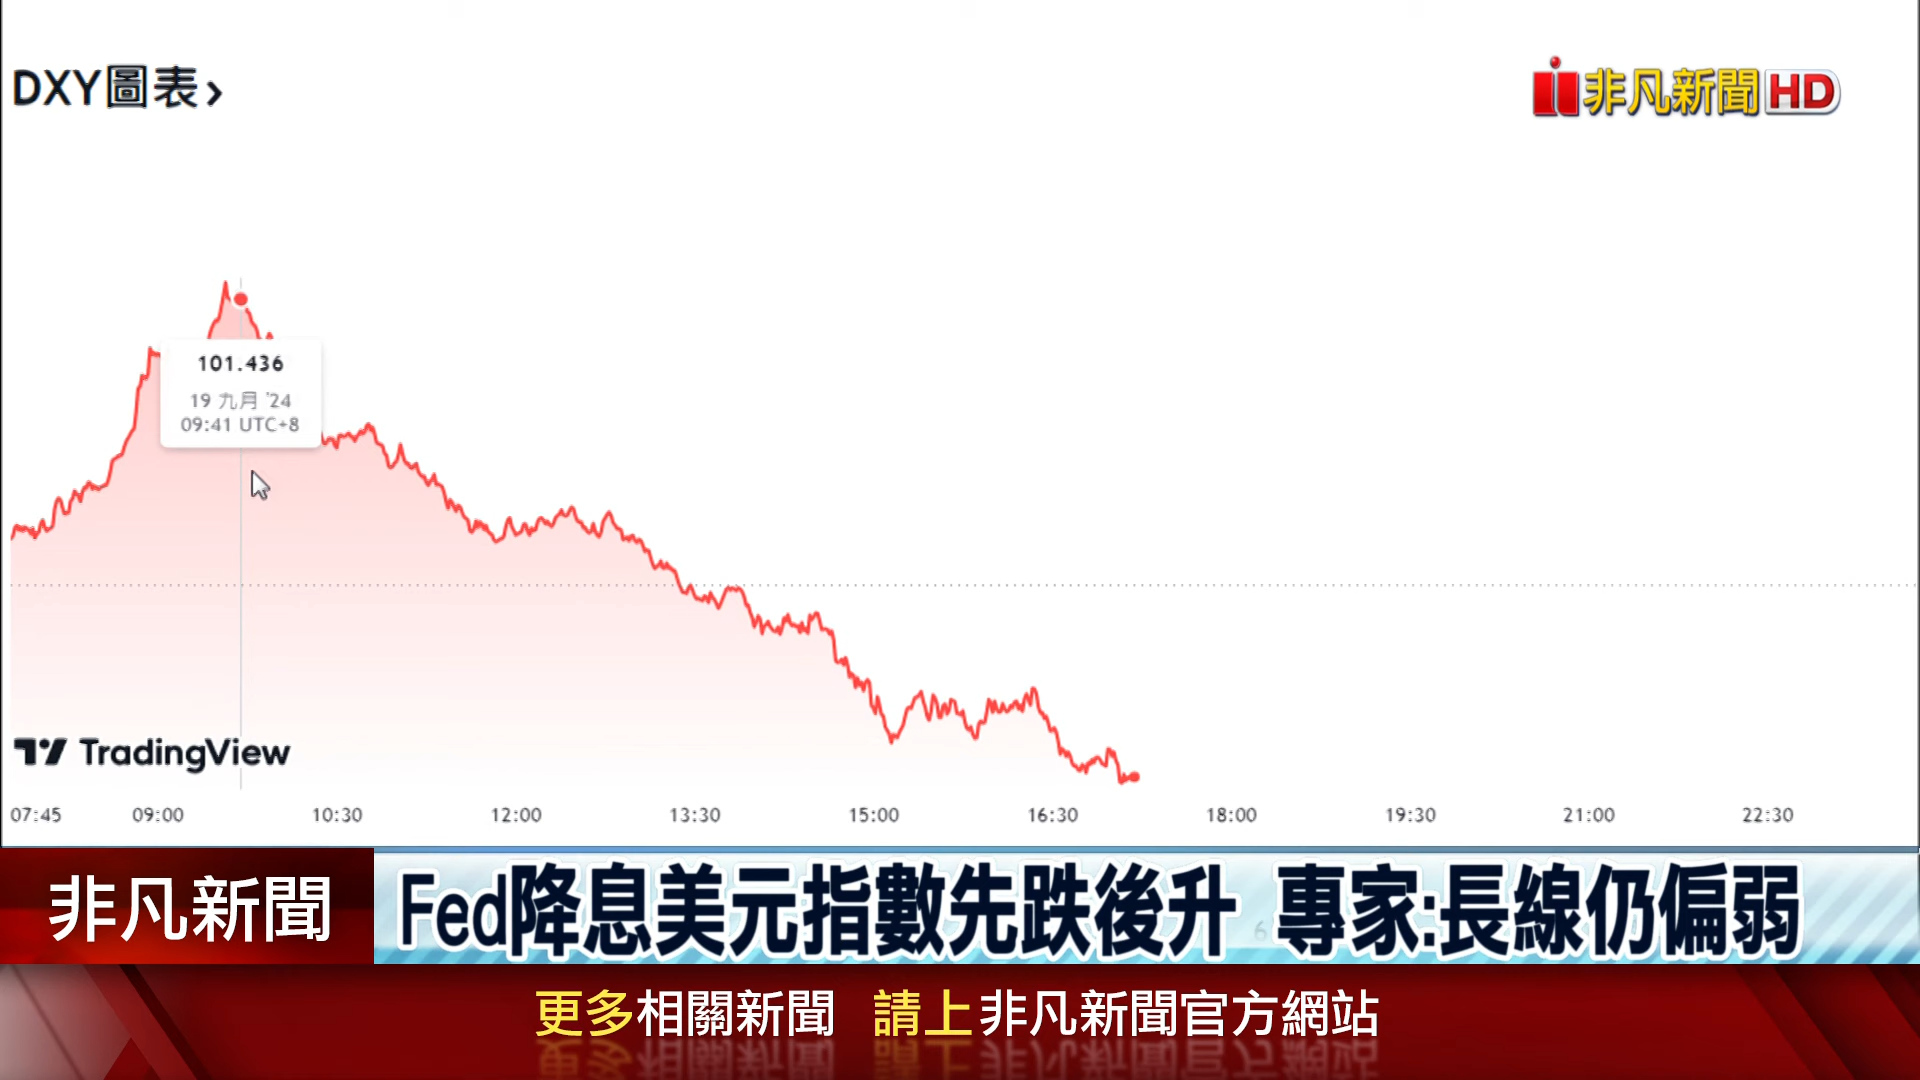 DXY圖表›
非凡新聞HD
101.436
19 九月 '24
09:41 UTC+8
TradingView
07:45 09:00 10:30 12:00 13:30 15:00 16:30 18:00 19:30 21:00 22:30
非凡新聞
Fed降息美元指數先跌後升 專家:長線仍偏弱
更多相關新聞 請上非凡新聞官方網站